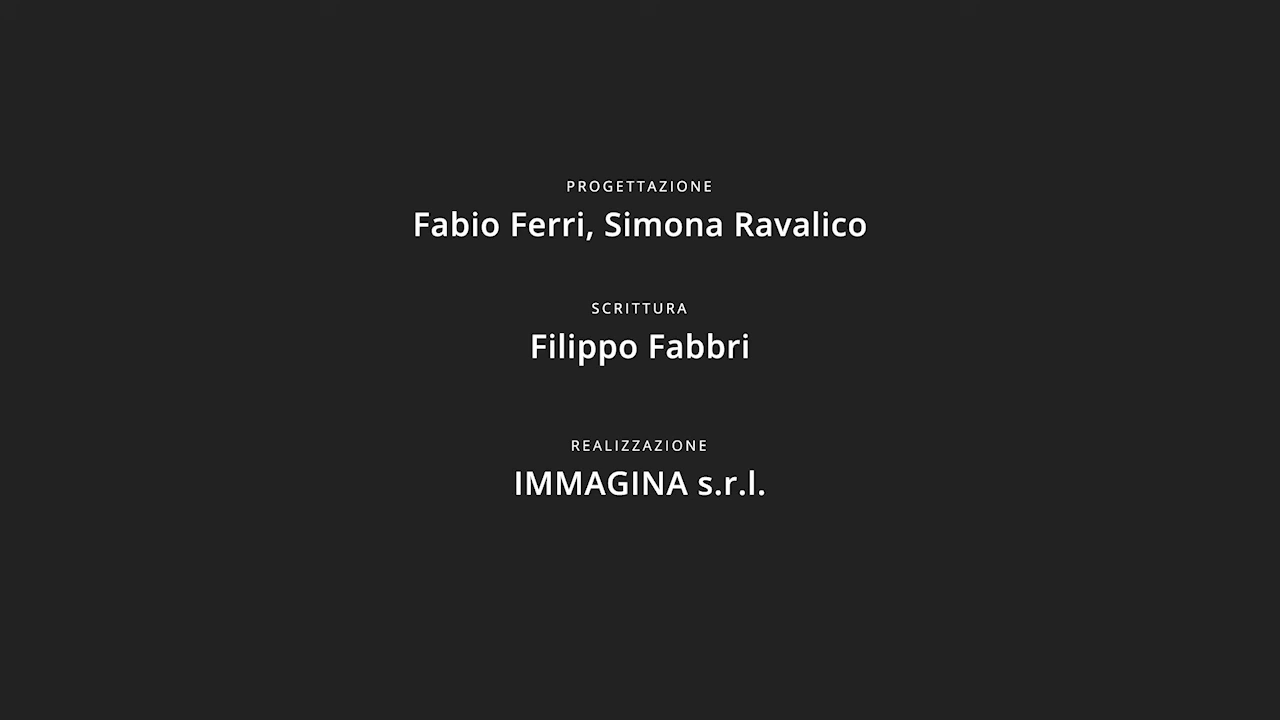 PROGETTAZIONE
Fabio Ferri, Simona Ravalico
SCRITTURA
Filippo Fabbri
REALIZZAZIONE
IMMAGINA s.r.l.